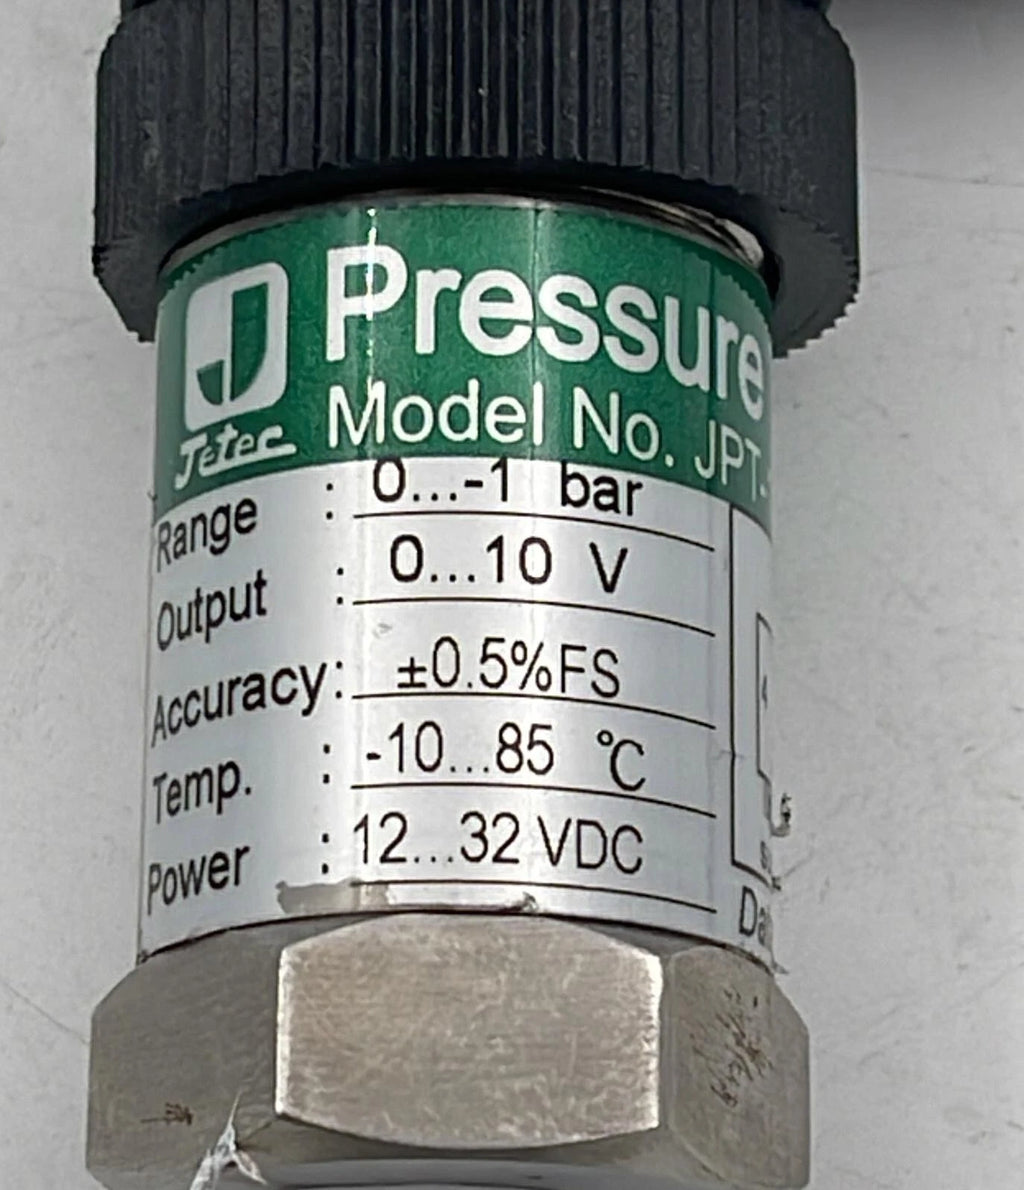 Pressure
Jetec
Model No. JPT-
Range : 0...-1 bar
Output : 0...10 V
Accuracy: ±0.5%FS
Temp. : -10...85 °C
Power : 12...32 VDC